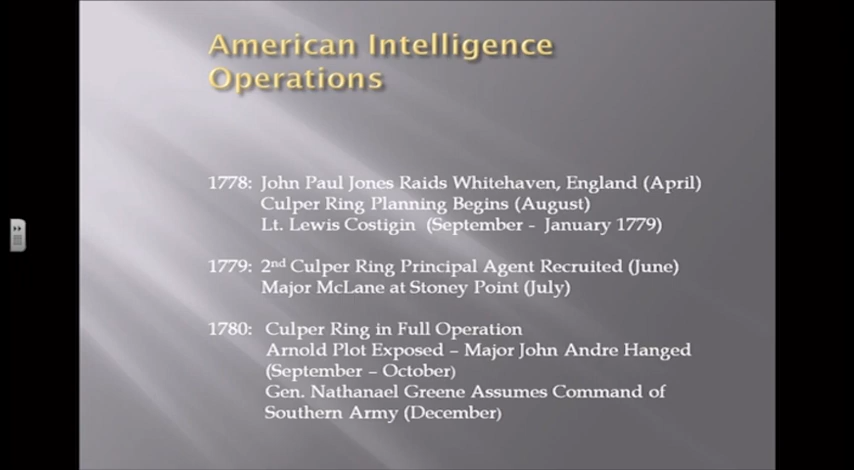 American Intelligence
Operations
1778: John Paul Jones Raids Whitehaven, England (April)
Culper Ring Planning Begins (August)
Lt. Lewis Costigin (September - January 1779)
1779: 2nd Culper Ring Principal Agent Recruited (June)
Major McLane at Stoney Point (July)
1780: Culper Ring in Full Operation
Arnold Plot Exposed – Major John Andre Hanged
(September – October)
Gen. Nathanael Greene Assumes Command of
Southern Army (December)